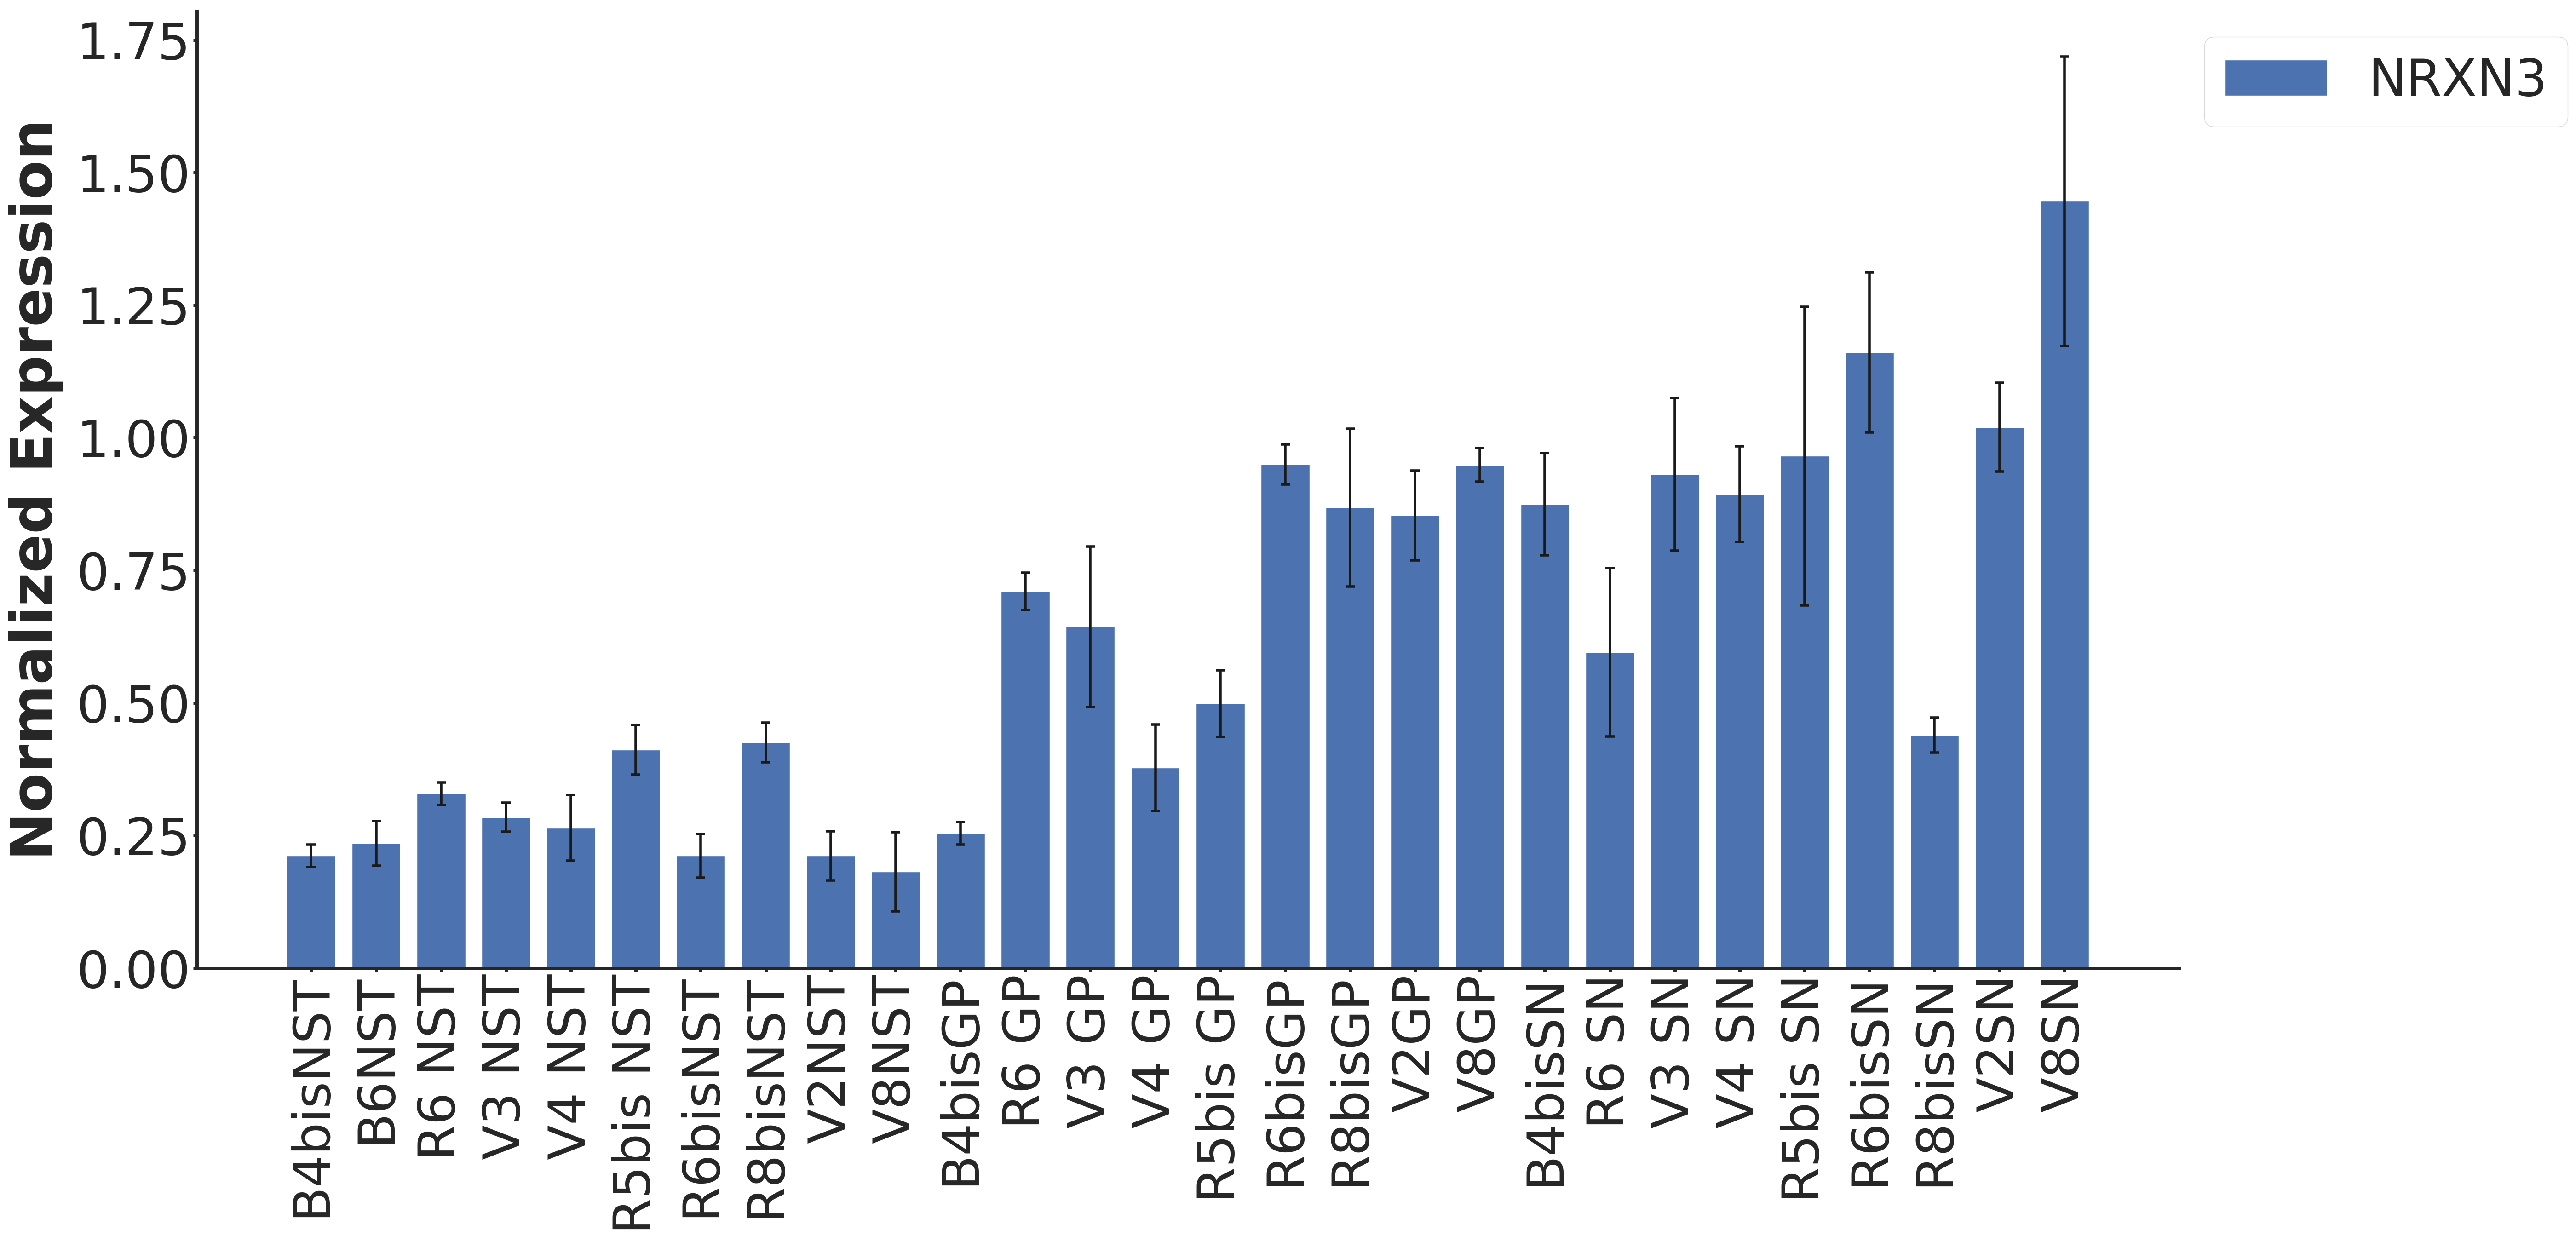 Normalized Expression
1.75
1.50
1.25
1.00
0.75
0.50
0.25
0.00
B4bisNST
B6NST
R6 NST
V3 NST
V4 NST
R5bis NST
R6bisNST
R8bisNST
V2NST
V8NST
B4bisGP
R6 GP
V3 GP
V4 GP
R5bis GP
R6bisGP
R8bisGP
V2GP
V8GP
B4bisSN
R6 SN
V3 SN
V4 SN
R5bis SN
R6bisSN
R8bisSN
V2SN
V8SN
NRXN3